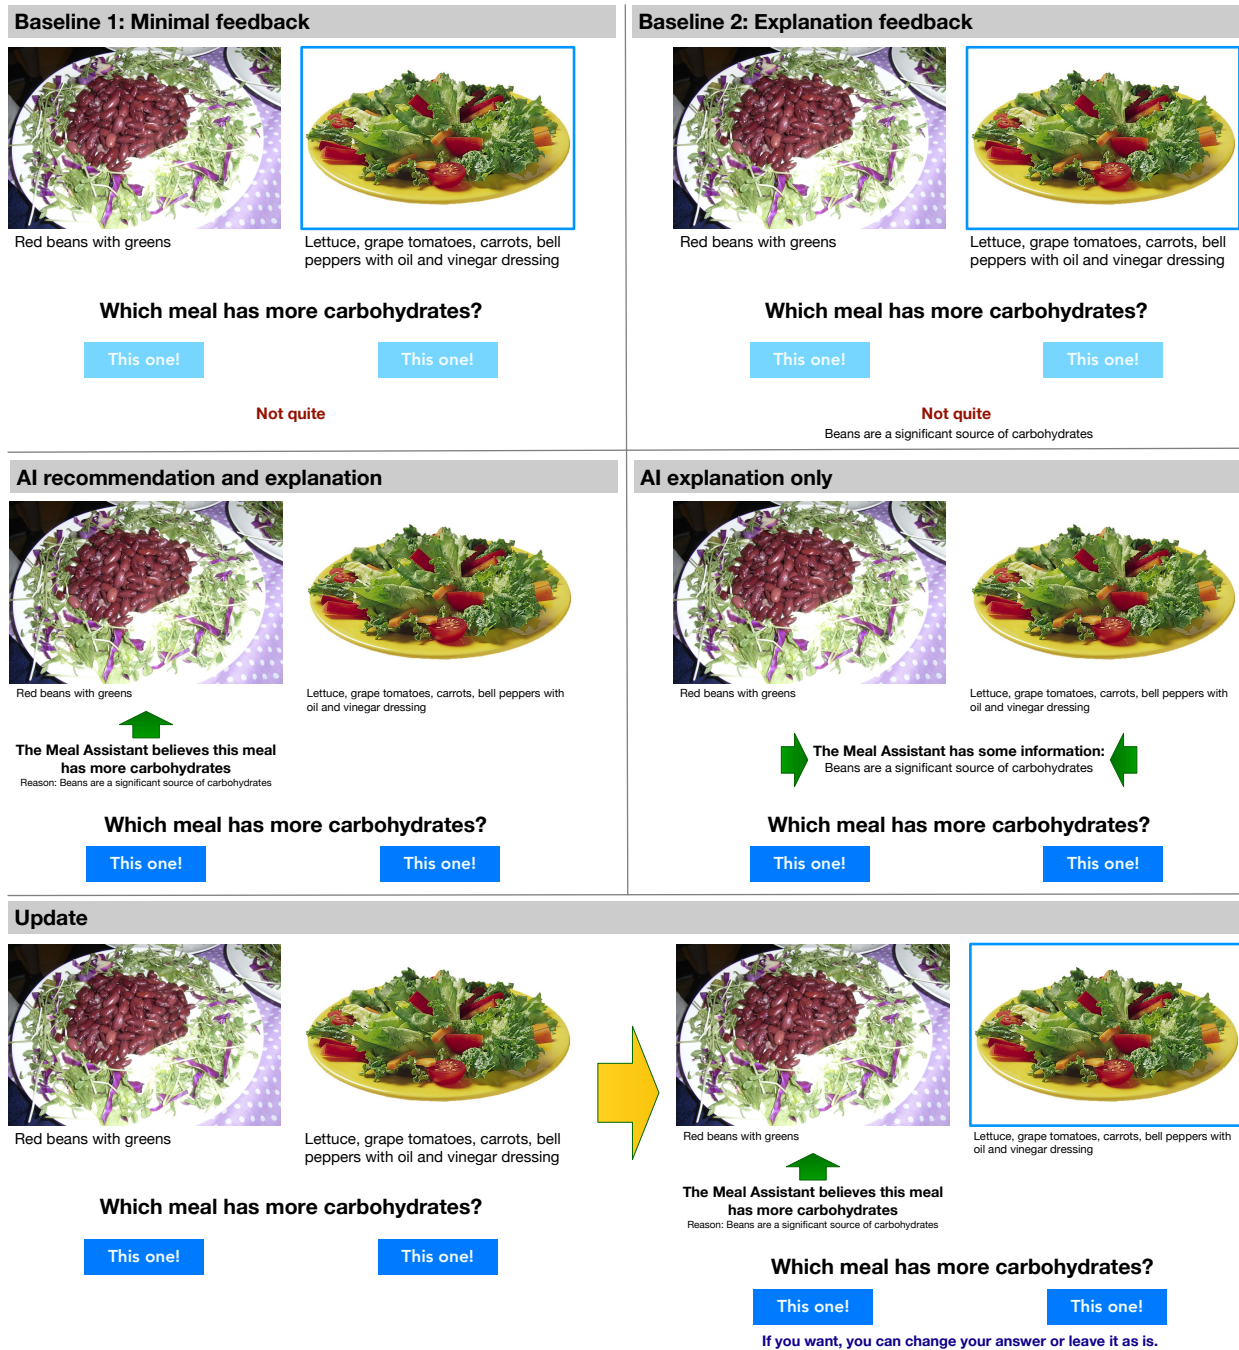 Baseline 1: Minimal feedback
Red beans with greens
Lettuce, grape tomatoes, carrots, bell
peppers with oil and vinegar dressing
Which meal has more carbohydrates?
This one!
This one!
Not quite
Baseline 2: Explanation feedback
Red beans with greens
Lettuce, grape tomatoes, carrots, bell
peppers with oil and vinegar dressing
Which meal has more carbohydrates?
This one!
This one!
Not quite
Beans are a significant source of carbohydrates
AI recommendation and explanation
Red beans with greens
Lettuce, grape tomatoes, carrots, bell peppers with
oil and vinegar dressing
The Meal Assistant believes this meal
has more carbohydrates
Reason: Beans are a significant source of carbohydrates
Which meal has more carbohydrates?
This one!
This one!
AI explanation only
Red beans with greens
Lettuce, grape tomatoes, carrots, bell peppers with
oil and vinegar dressing
The Meal Assistant has some information:
Beans are a significant source of carbohydrates
Which meal has more carbohydrates?
This one!
This one!
Update
Red beans with greens
Lettuce, grape tomatoes, carrots, bell
peppers with oil and vinegar dressing
Which meal has more carbohydrates?
This one!
This one!
Red beans with greens
Lettuce, grape tomatoes, carrots, bell peppers with
oil and vinegar dressing
The Meal Assistant believes this meal
has more carbohydrates
Reason: Beans are a significant source of carbohydrates
Which meal has more carbohydrates?
This one!
This one!
If you want, you can change your answer or leave it as is.